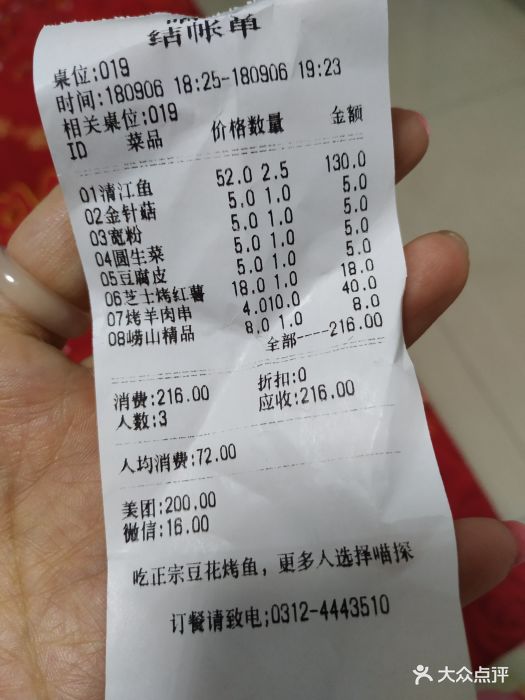 结帐单
桌位:019
时间:180906 18:25-180906 19:23
相关桌位:019
ID 菜品 价格数量 金额
01清江鱼 52.0 2.5 130.0
02金针菇 5.0 1.0 5.0
03宽粉 5.0 1.0 5.0
04圆生菜 5.0 1.0 5.0
05豆腐皮 5.0 1.0 5.0
06芝士烤红薯 18.0 1.0 18.0
07烤羊肉串 4.010.0 40.0
08崂山精品 8.0 1.0 8.0
全部----216.00
消费:216.00 折扣:0
人数:3 应收:216.00
人均消费:72.00
美团:200.00
微信:16.00
吃正宗豆花烤鱼，更多人选择喵探
订餐请致电;0312-4443510
大众点评